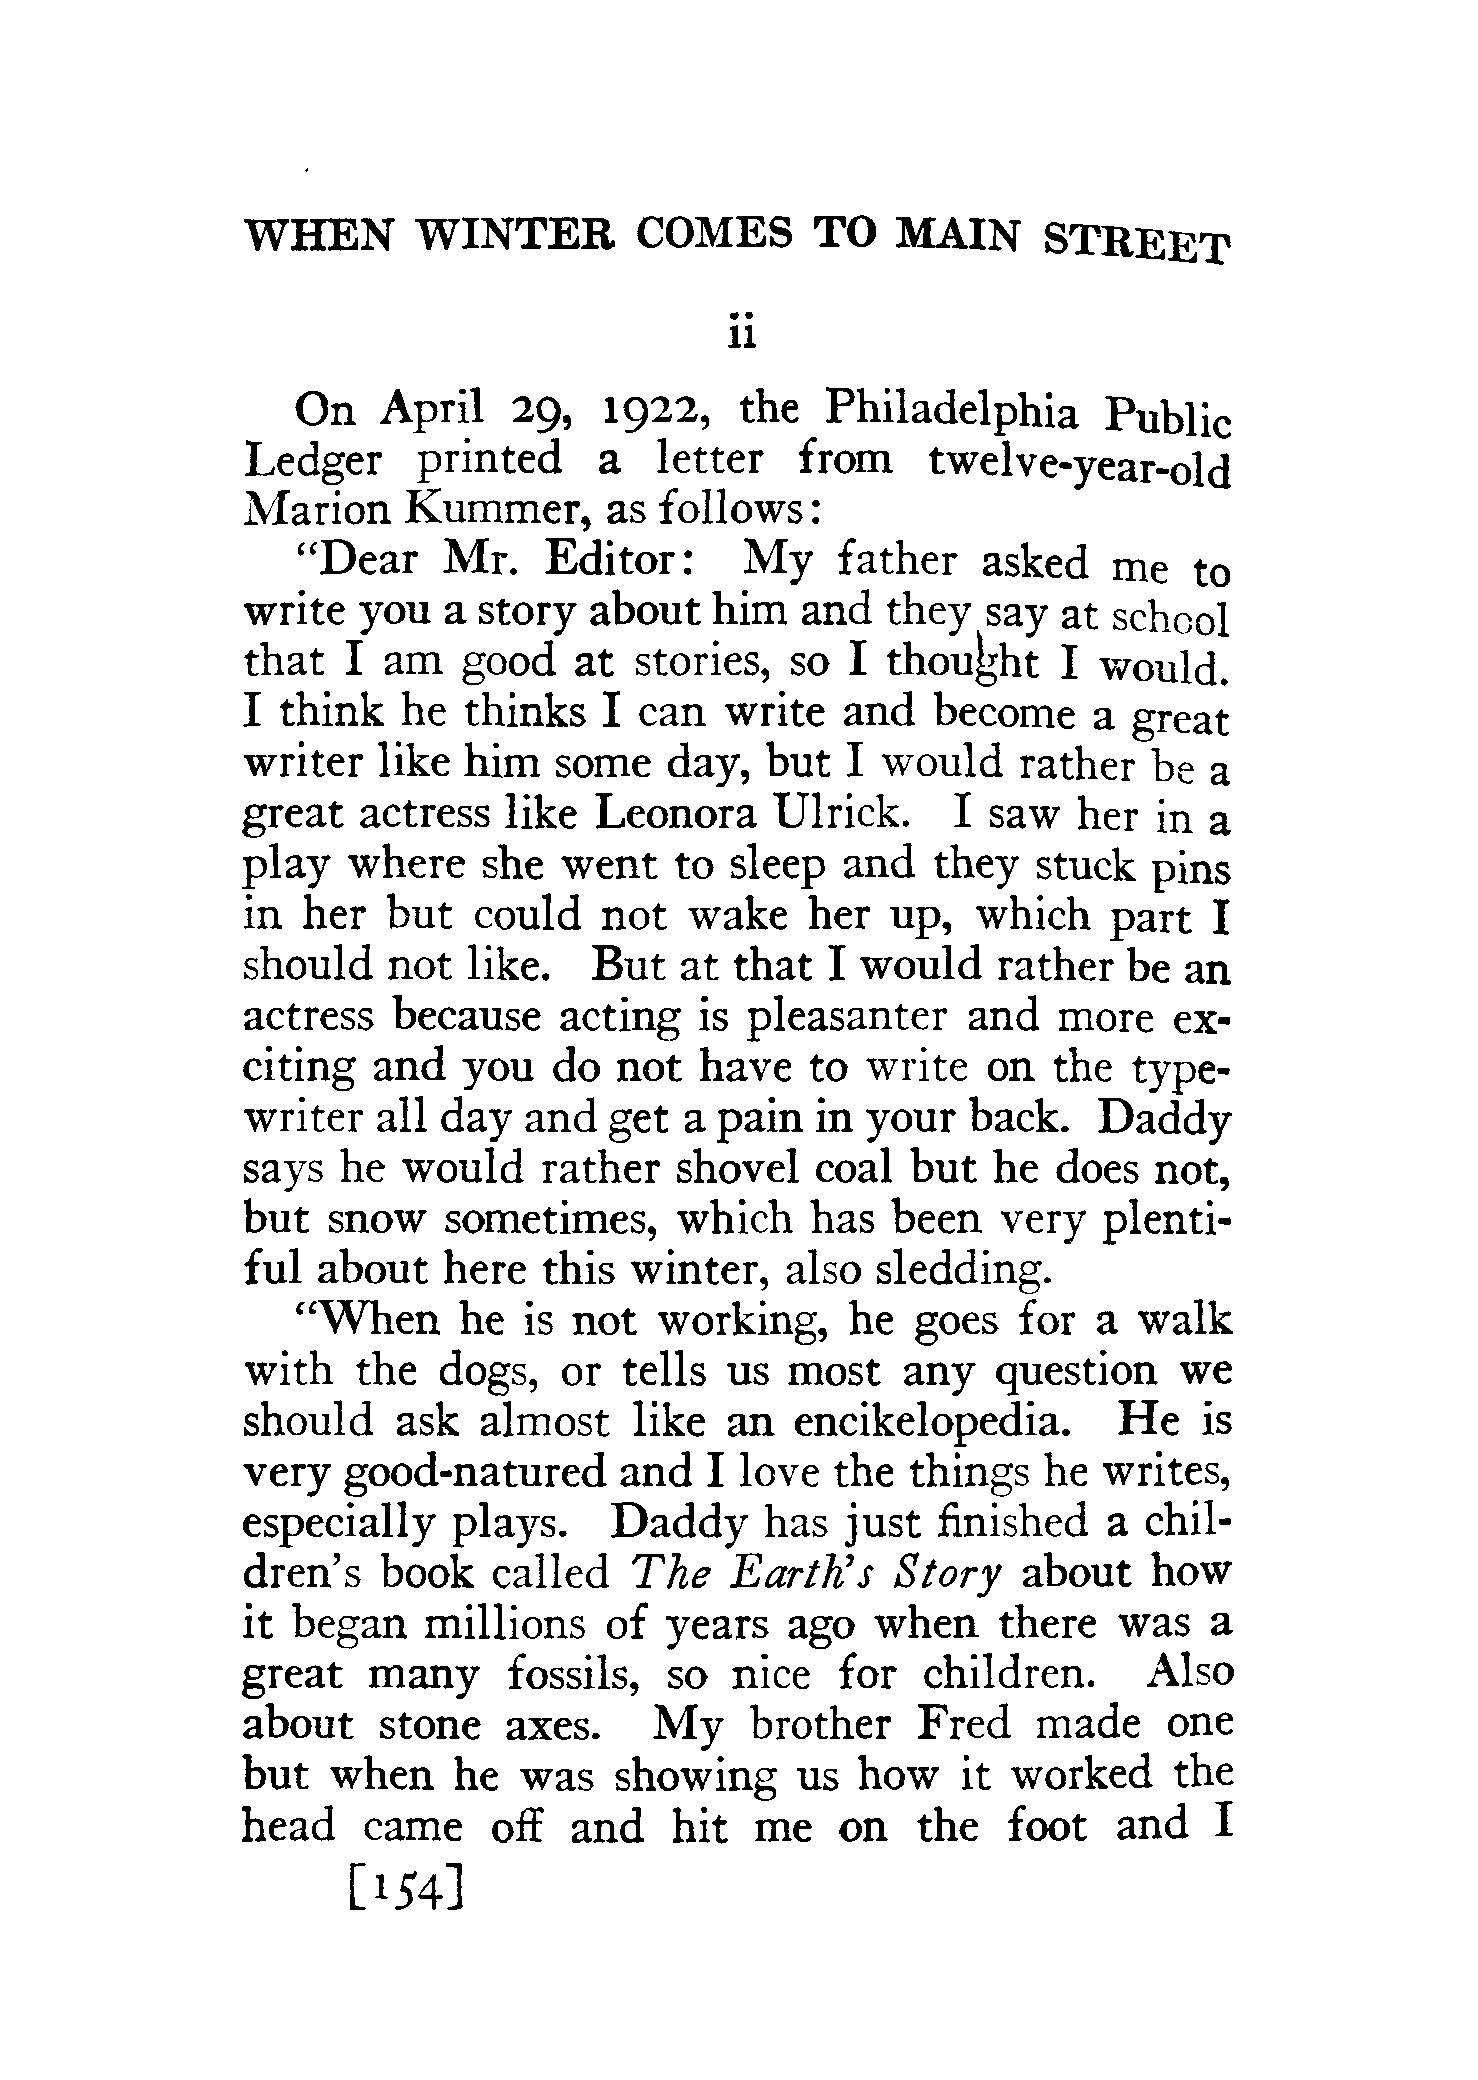 WHEN WINTER COMES TO MAIN STREET
ii
On April 29, 1922, the Philadelphia Public
Ledger printed a letter from twelve-year-old
Marion Kummer, as follows:
“Dear Mr. Editor: My father asked me to
write you a story about him and they say at school
that I am good at stories, so I thought I would.
I think he thinks I can write and become a great
writer like him some day, but I would rather be a
great actress like Leonora Ulrick. I saw her in a
play where she went to sleep and they stuck pins
in her but could not wake her up, which part I
should not like. But at that I would rather be an
actress because acting is pleasanter and more ex-
citing and you do not have to write on the type-
writer all day and get a pain in your back. Daddy
says he would rather shovel coal but he does not,
but snow sometimes, which has been very plenti-
ful about here this winter, also sledding.
“When he is not working, he goes for a walk
with the dogs, or tells us most any question we
should ask almost like an encikelopedia. He is
very good-natured and I love the things he writes,
especially plays. Daddy has just finished a chil-
dren's book called The Earth's Story about how
it began millions of years ago when there was a
great many fossils, so nice for children. Also
about stone axes. My brother Fred made one
but when he was showing us how it worked the
head came off and hit me on the foot and I
[154]